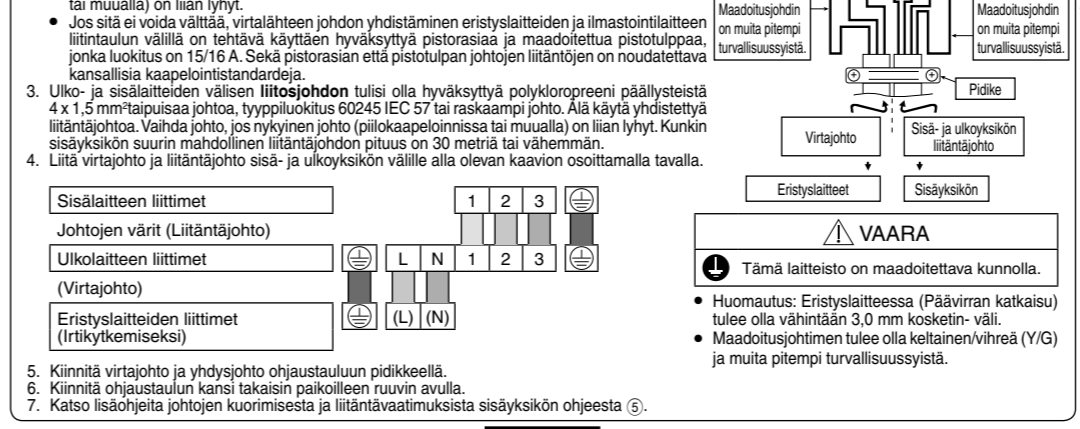 tai muualla) on liian lyhyt.
• Jos sitä ei voida välttää, virtalähteen johdon yhdistäminen eristyslaitteiden ja ilmastointilaitteen
liitintaulun välillä on tehtävä käyttäen hyväksyttyä pistorasiaa ja maadoitettua pistotulppaa,
jonka luokitus on 15/16 A. Sekä pistorasian että pistotulpan johtojen liitäntöjen on noudatettava
kansallisia kaapelointistandardeja.
3. Ulko- ja sisälaitteiden välisen liitosjohdon tulisi olla hyväksyttyä polykloropreeni päällysteistä
4 x 1,5 mm²taipuisaa johtoa, tyyppiluokitus 60245 IEC 57 tai raskaampi johto. Älä käytä yhdistettyä
liitäntäjohtoa. Vaihda johto, jos nykyinen johto (piilokaapeloinnissa tai muualla) on liian lyhyt. Kunkin
sisäyksikön suurin mahdollinen liitäntäjohdon pituus on 30 metriä tai vähemmän.
4. Liitä virtajohto ja liitäntäjohto sisä- ja ulkoyksikön välille alla olevan kaavion osoittamalla tavalla.
Sisälaitteen liittimet 1 2 3
Johtojen värit (Liitäntäjohto)
Ulkolaitteen liittimet L N 1 2 3
(Virtajohto)
Eristyslaitteiden liittimet (L) (N)
(Irtikytkemiseksi)
5. Kiinnitä virtajohto ja yhdysjohto ohjaustauluun pidikkeellä.
6. Kiinnitä ohjaustaulun kansi takaisin paikoilleen ruuvin avulla.
7. Katso lisäohjeita johtojen kuorimisesta ja liitäntävaatimuksista sisäyksikön ohjeesta ⑤.
Maadoitusjohdin
on muita pitempi
turvallisuussyistä.
Maadoitusjohdin
on muita pitempi
turvallisuussyistä.
Pidike
Virtajohto
Sisä- ja ulkoyksikön
liitäntäjohto
Eristyslaitteet
Sisäyksikön
VAARA
Tämä laitteisto on maadoitettava kunnolla.
• Huomautus: Eristyslaitteessa (Päävirran katkaisu)
tulee olla vähintään 3,0 mm kosketin- väli.
• Maadoitusjohtimen tulee olla keltainen/vihreä (Y/G)
ja muita pitempi turvallisuussyistä.